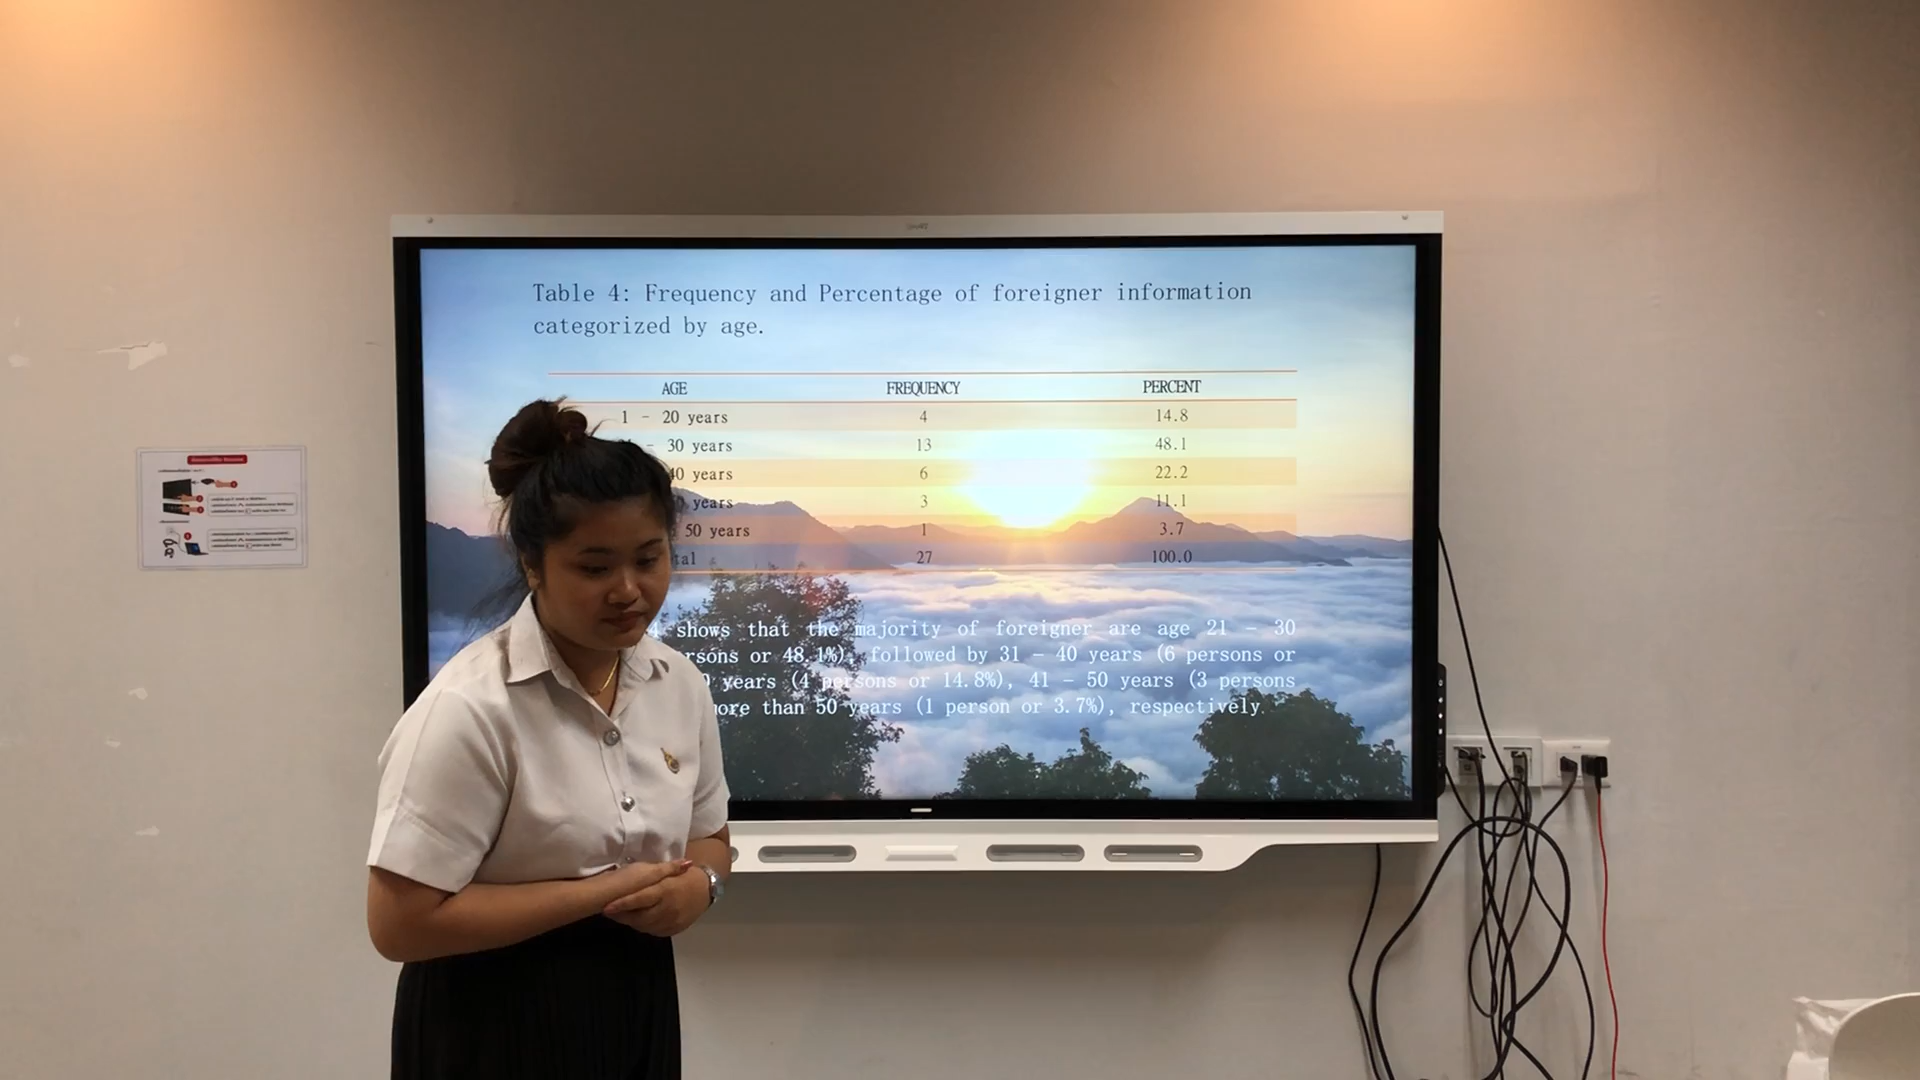 Table 4: Frequency and Percentage of foreigner information
categorized by age.
AGE FREQUENCY PERCENT
1 - 20 years 4 14.8
- 30 years 13 48.1
40 years 6 22.2
years 3 11.1
50 years 1 3.7
27 100.0
4 shows that the majority of foreigner are age 21 - 30
or 48.1%), followed by 31 - 40 years (6 persons or
years (4 persons or 14.8%), 41 - 50 years (3 persons
than 50 years (1 person or 3.7%), respectively.